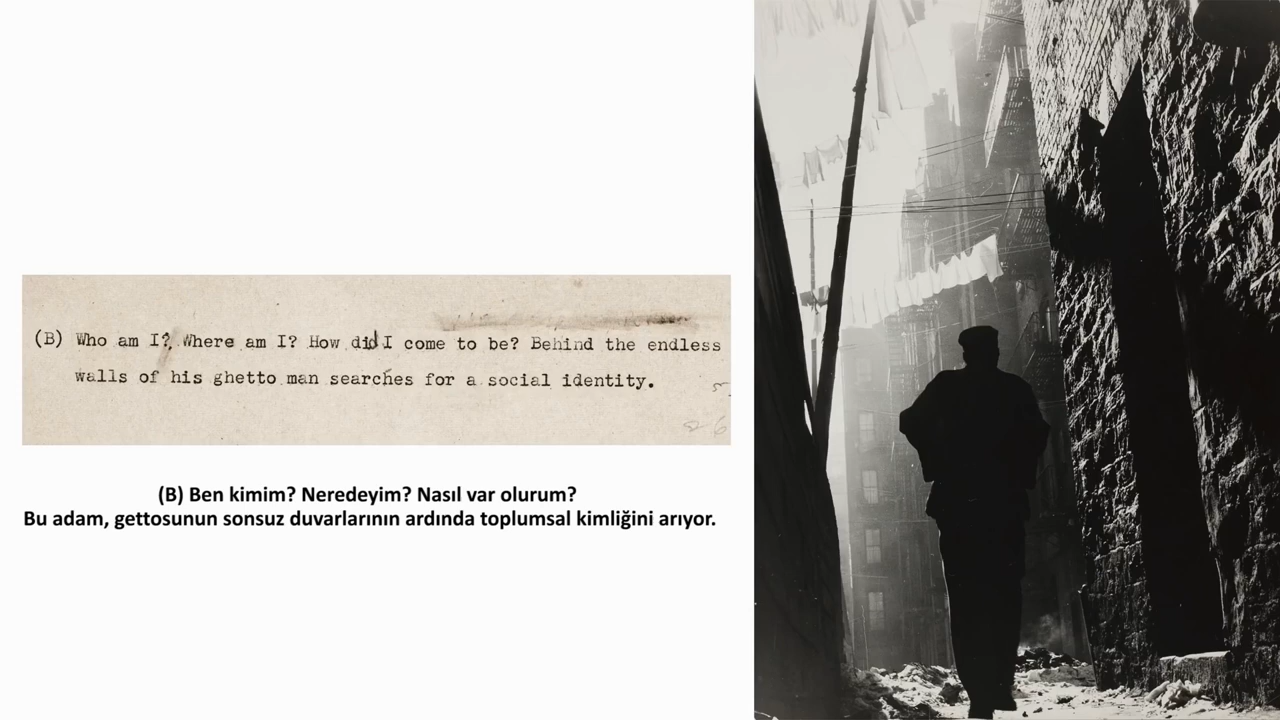 (B) Who am I? Where am I? How did I come to be? Behind the endless
walls of his ghetto man searches for a social identity.
(B) Ben kimim? Neredeyim? Nasıl var olurum?
Bu adam, gettosunun sonsuz duvarlarının ardında toplumsal kimliğini arıyor.